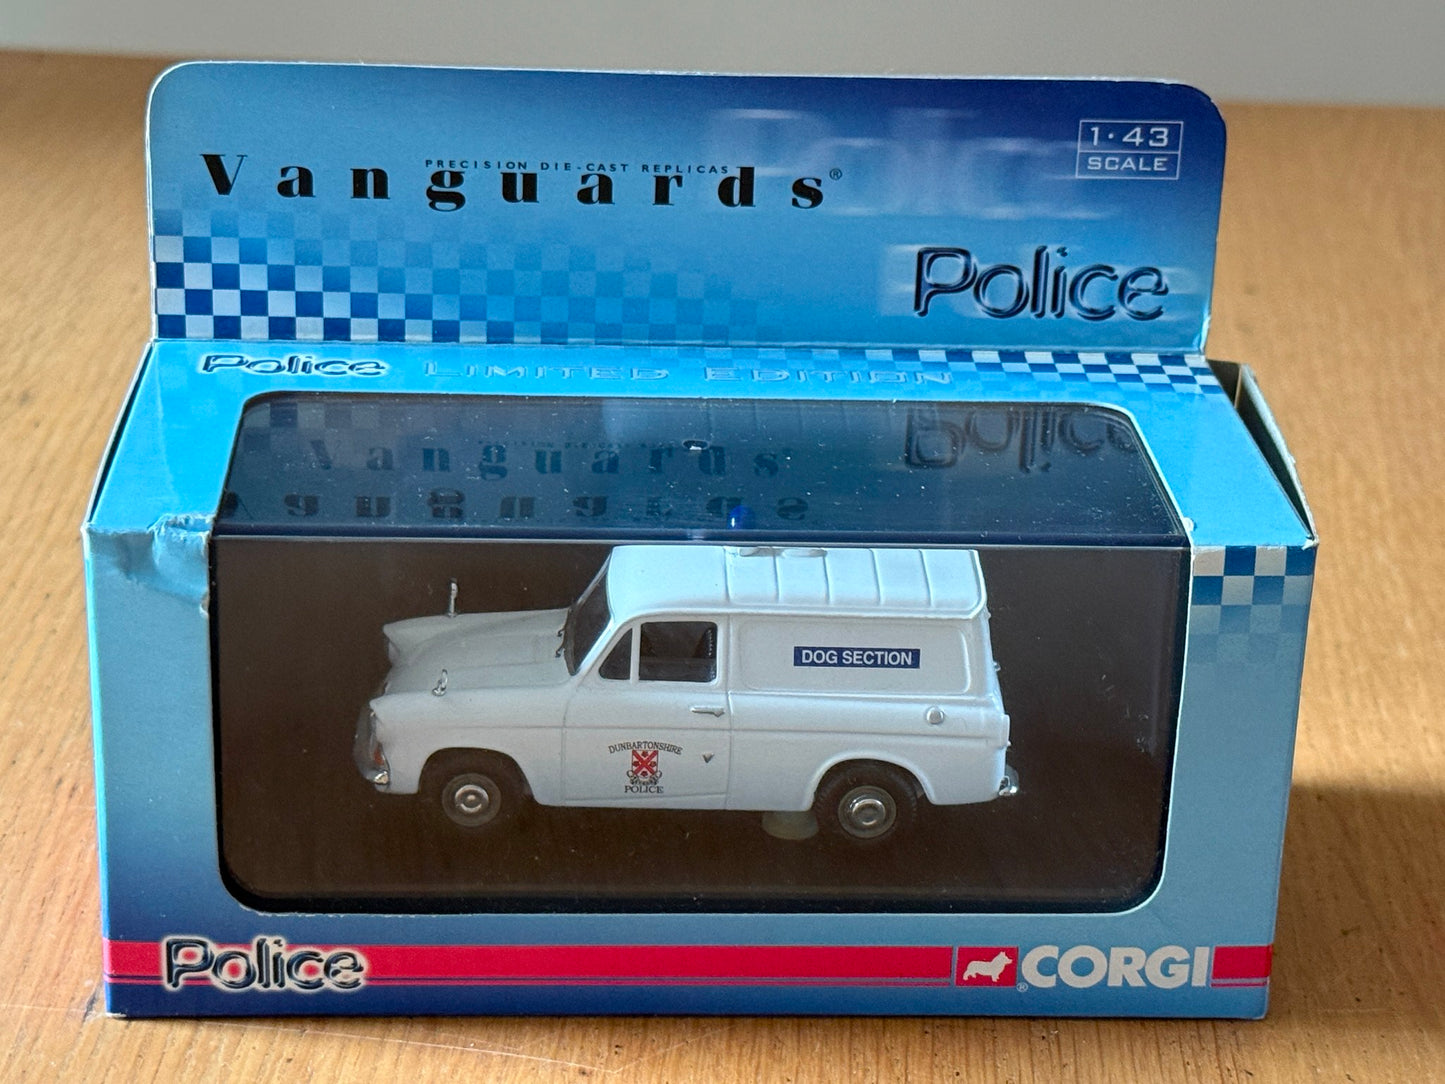 PRECISION DIE-CAST REPLICAS
Vanguards®
1·43
SCALE
Police
Police LIMITED EDITION
DOG SECTION
DUNBARTONSHIRE
POLICE
Police
® CORGI